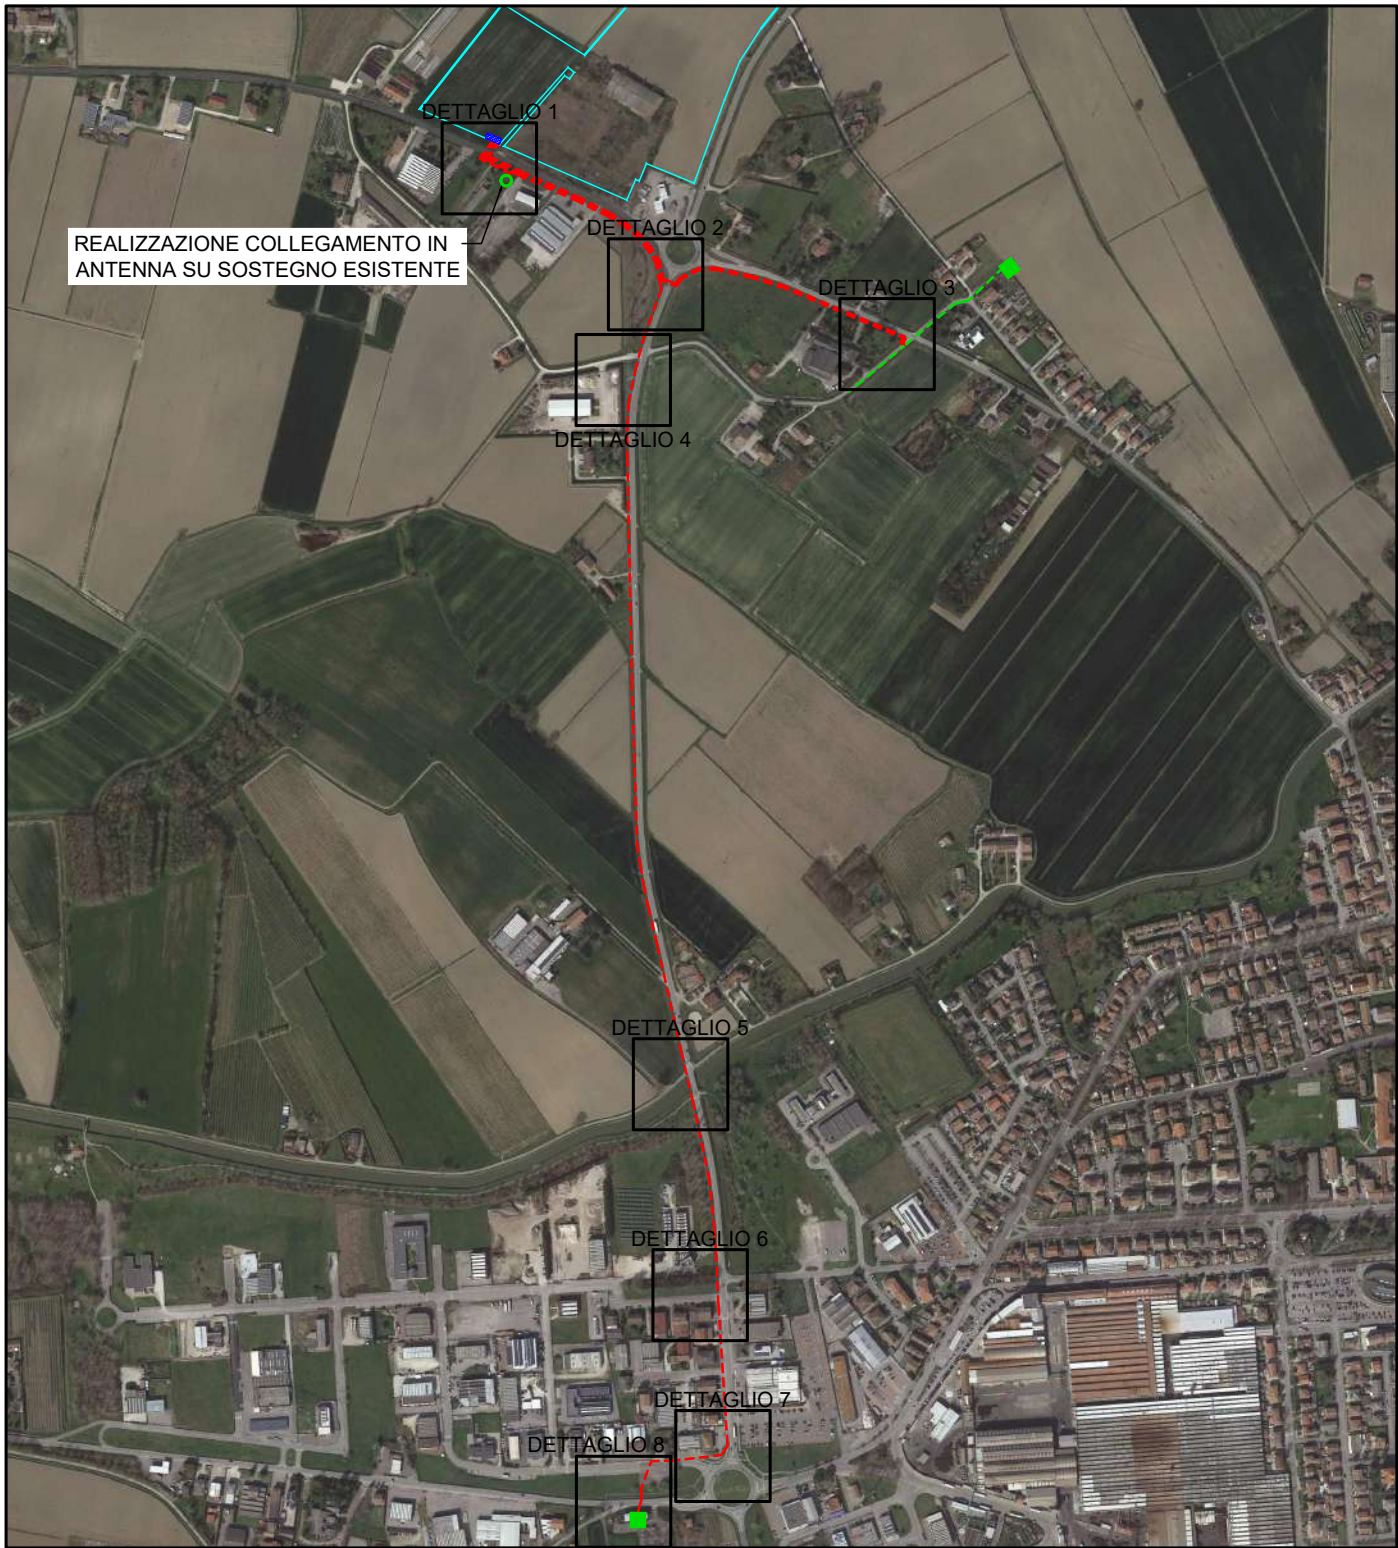 DETTAGLIO 1
DETTAGLIO 2
REALIZZAZIONE COLLEGAMENTO IN
ANTENNA SU SOSTEGNO ESISTENTE
DETTAGLIO 3
DETTAGLIO 4
DETTAGLIO 5
DETTAGLIO 6
DETTAGLIO 7
DETTAGLIO 8